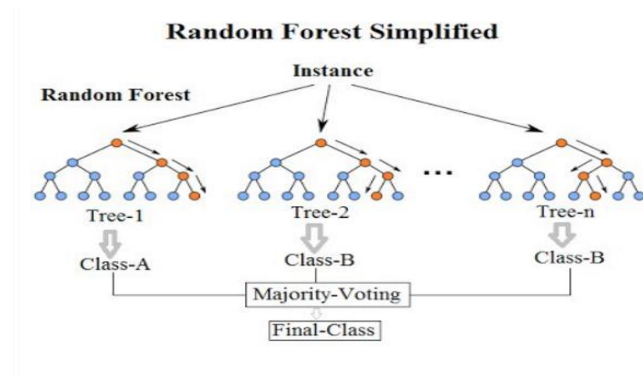 Random Forest Simplified
Instance
Random Forest
...
Tree-1 Tree-2 Tree-n
Class-A Class-B Class-B
Majority-Voting
Final-Class